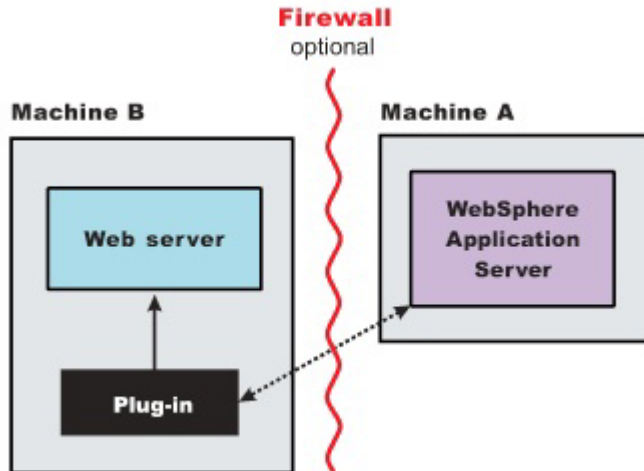 Firewall
optional
Machine B
Machine A
Web server
WebSphere
Application
Server
Plug-in